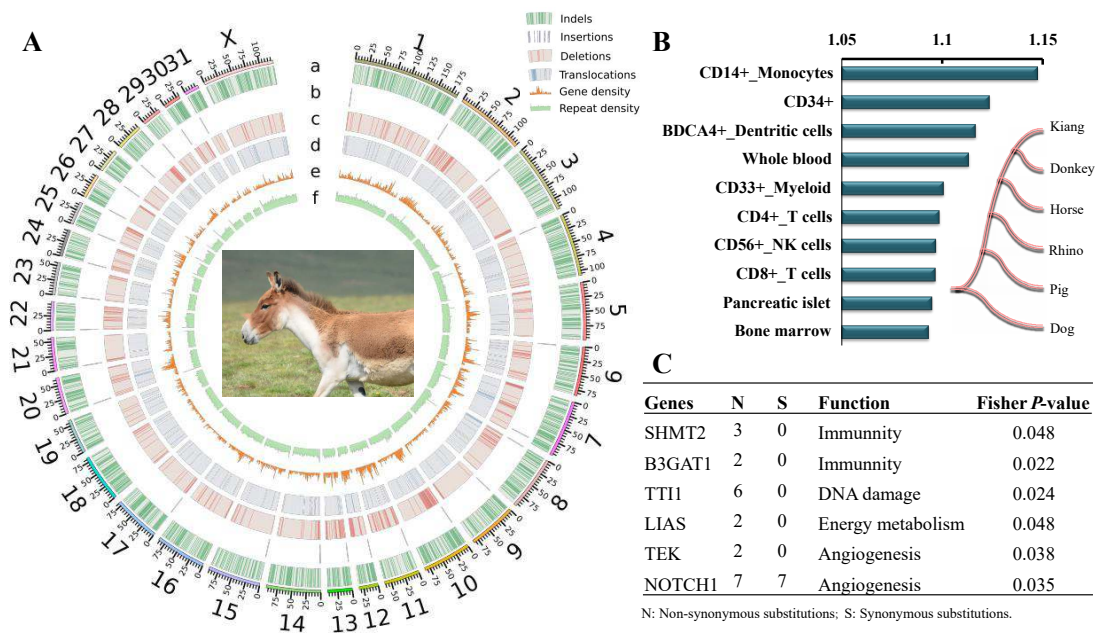 A
Indels
Insertions
Deletions
Translocations
Gene density
Repeat density
a
b
c
d
e
f
1
2
3
4
5
6
7
8
9
10
11
12
13
14
15
16
17
18
19
20
21
22
23
24
25
26
27
28
29
30
31
X
B
1.05 1.1 1.15
CD14+_Monocytes
CD34+
BDCA4+_Dentritic cells
Whole blood
CD33+_Myeloid
CD4+_T cells
CD56+_NK cells
CD8+_T cells
Pancreatic islet
Bone marrow
Kiang
Donkey
Horse
Rhino
Pig
Dog
C
Genes N S Function Fisher P-value
SHMT2 3 0 Immunnity 0.048
B3GAT1 2 0 Immunnity 0.022
TTI1 6 0 DNA damage 0.024
LIAS 2 0 Energy metabolism 0.048
TEK 2 0 Angiogenesis 0.038
NOTCH1 7 7 Angiogenesis 0.035
N: Non-synonymous substitutions; S: Synonymous substitutions.